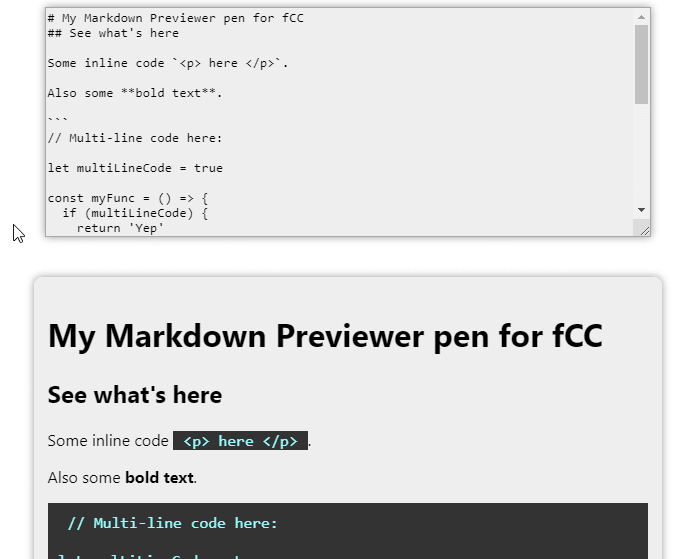 # My Markdown Previewer pen for fCC
## See what's here
Some inline code `<p> here </p>`.
Also some **bold text**.
```
// Multi-line code here:
let multiLineCode = true
const myFunc = () => {
if (multiLineCode) {
return 'Yep'
My Markdown Previewer pen for fCC
See what's here
Some inline code <p> here </p> .
Also some bold text.
// Multi-line code here: